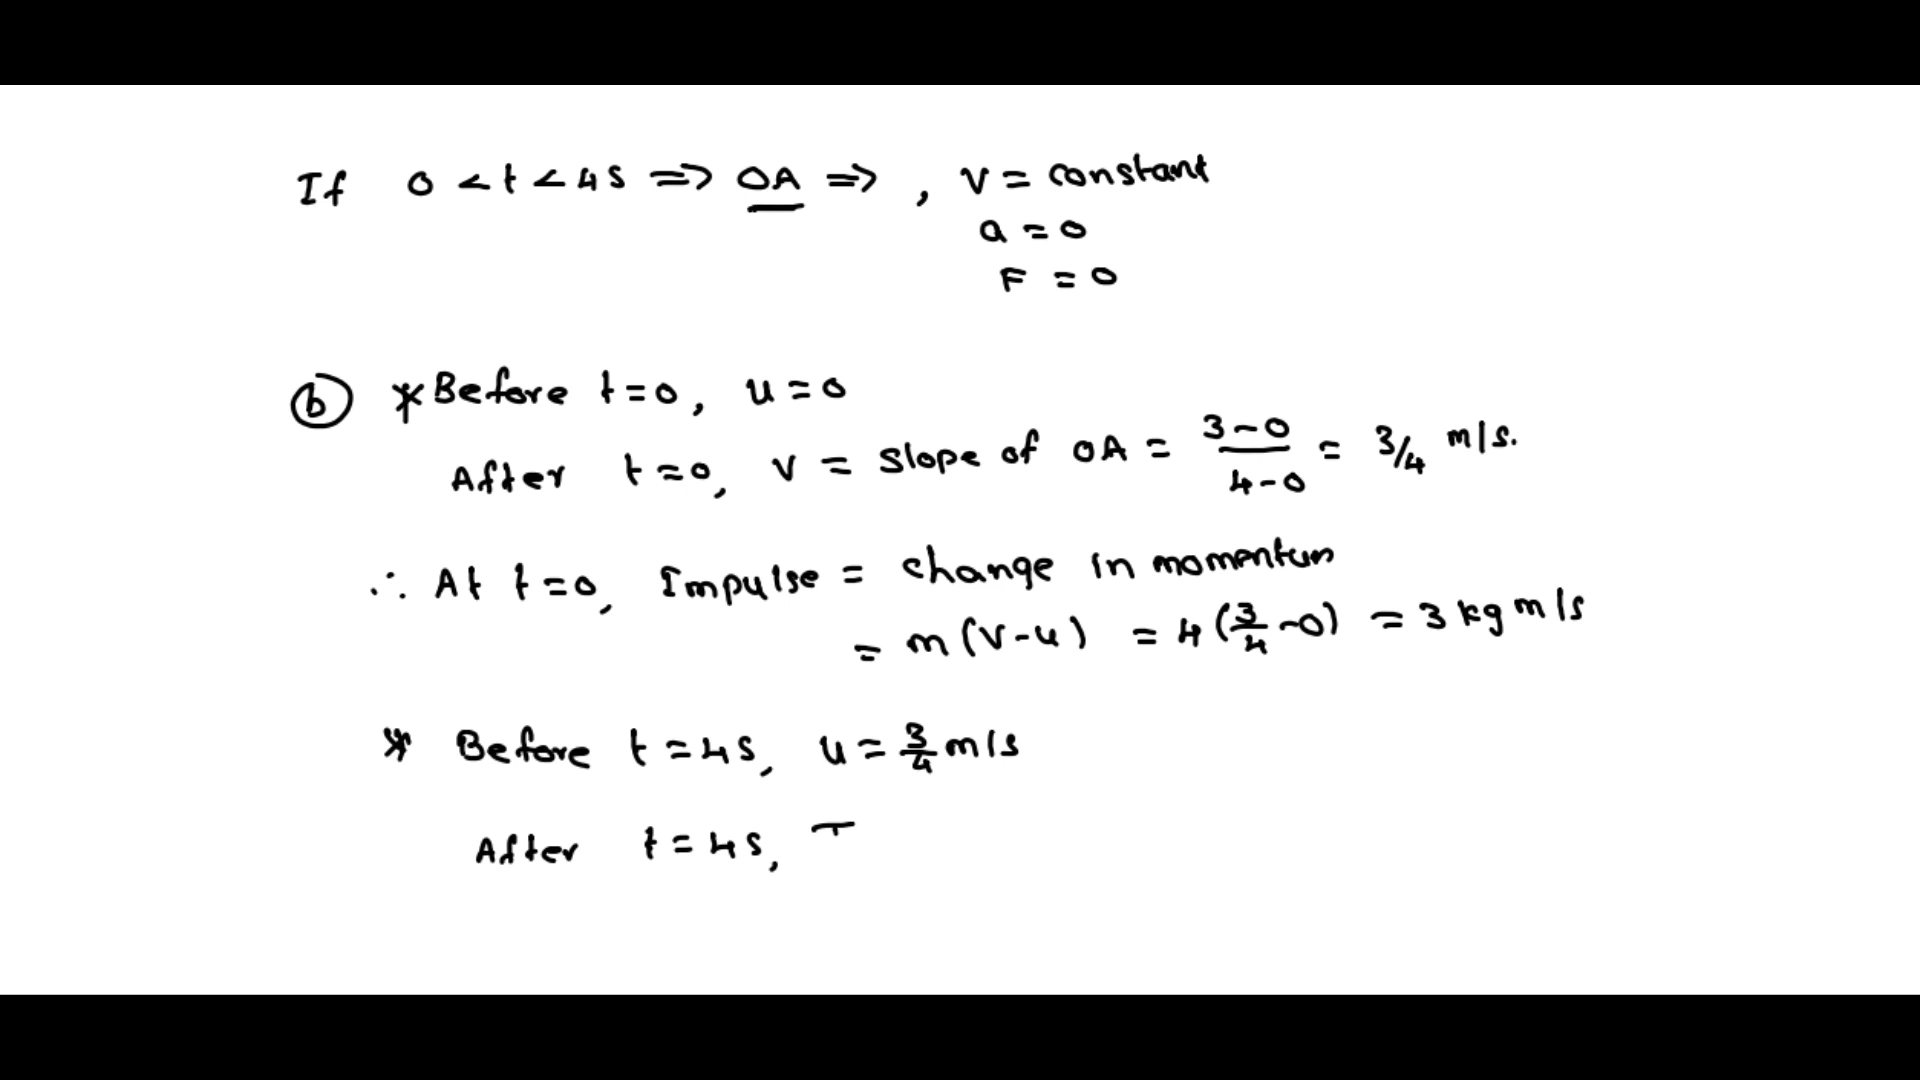 If 0 < t < 4s => OA => , v = constant
a = 0
F = 0
(b) * Before t = 0, u = 0
After t = 0, v = slope of OA = (3-0)/(4-0) = 3/4 m/s.
∴ At t = 0, Impulse = change in momentum
= m (v - u) = 4 (3/4 - 0) = 3 kg m/s
* Before t = 4s, u = 3/4 m/s
After t = 4s,